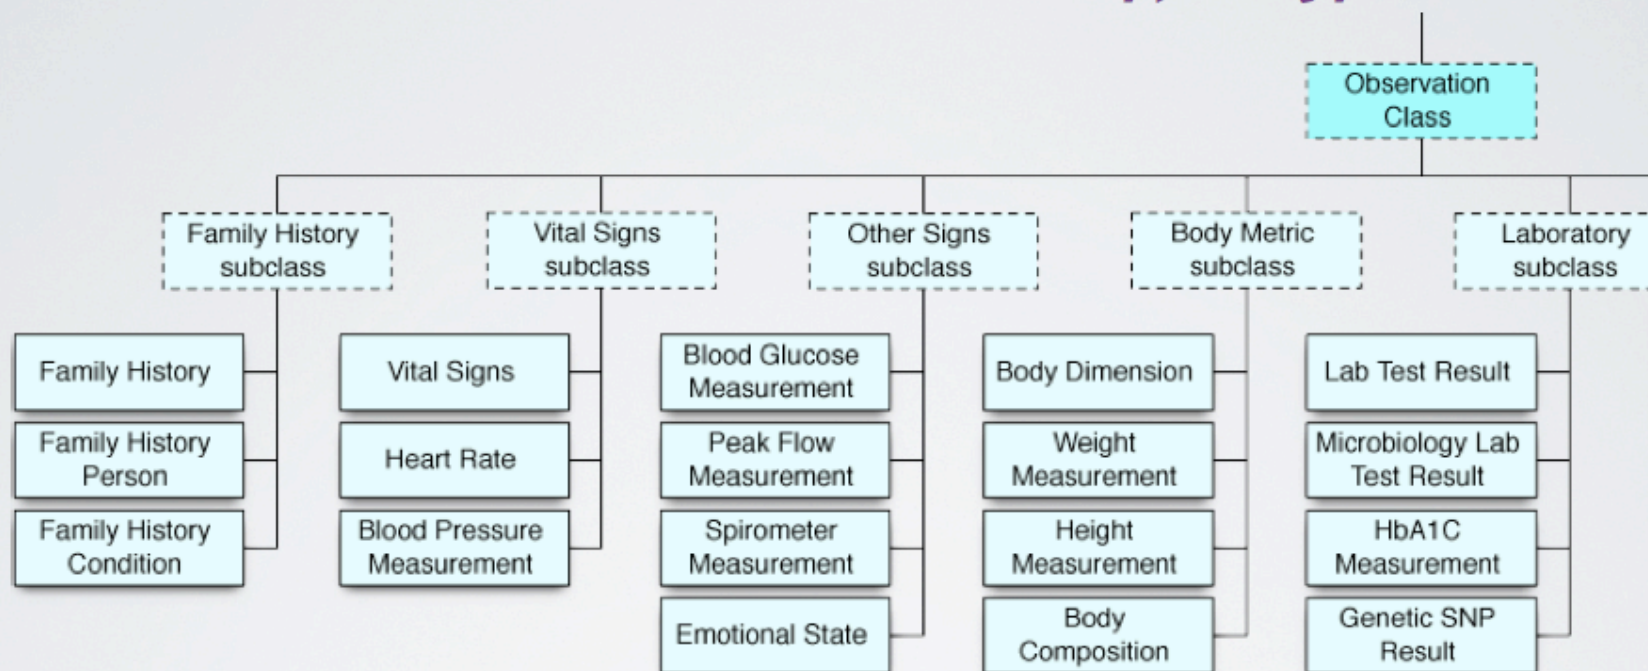 Observation
Class
Family History
subclass
Vital Signs
subclass
Other Signs
subclass
Body Metric
subclass
Laboratory
subclass
Family History
Family History
Person
Family History
Condition
Vital Signs
Heart Rate
Blood Pressure
Measurement
Blood Glucose
Measurement
Peak Flow
Measurement
Spirometer
Measurement
Emotional State
Body Dimension
Weight
Measurement
Height
Measurement
Body
Composition
Lab Test Result
Microbiology Lab
Test Result
HbA1C
Measurement
Genetic SNP
Result